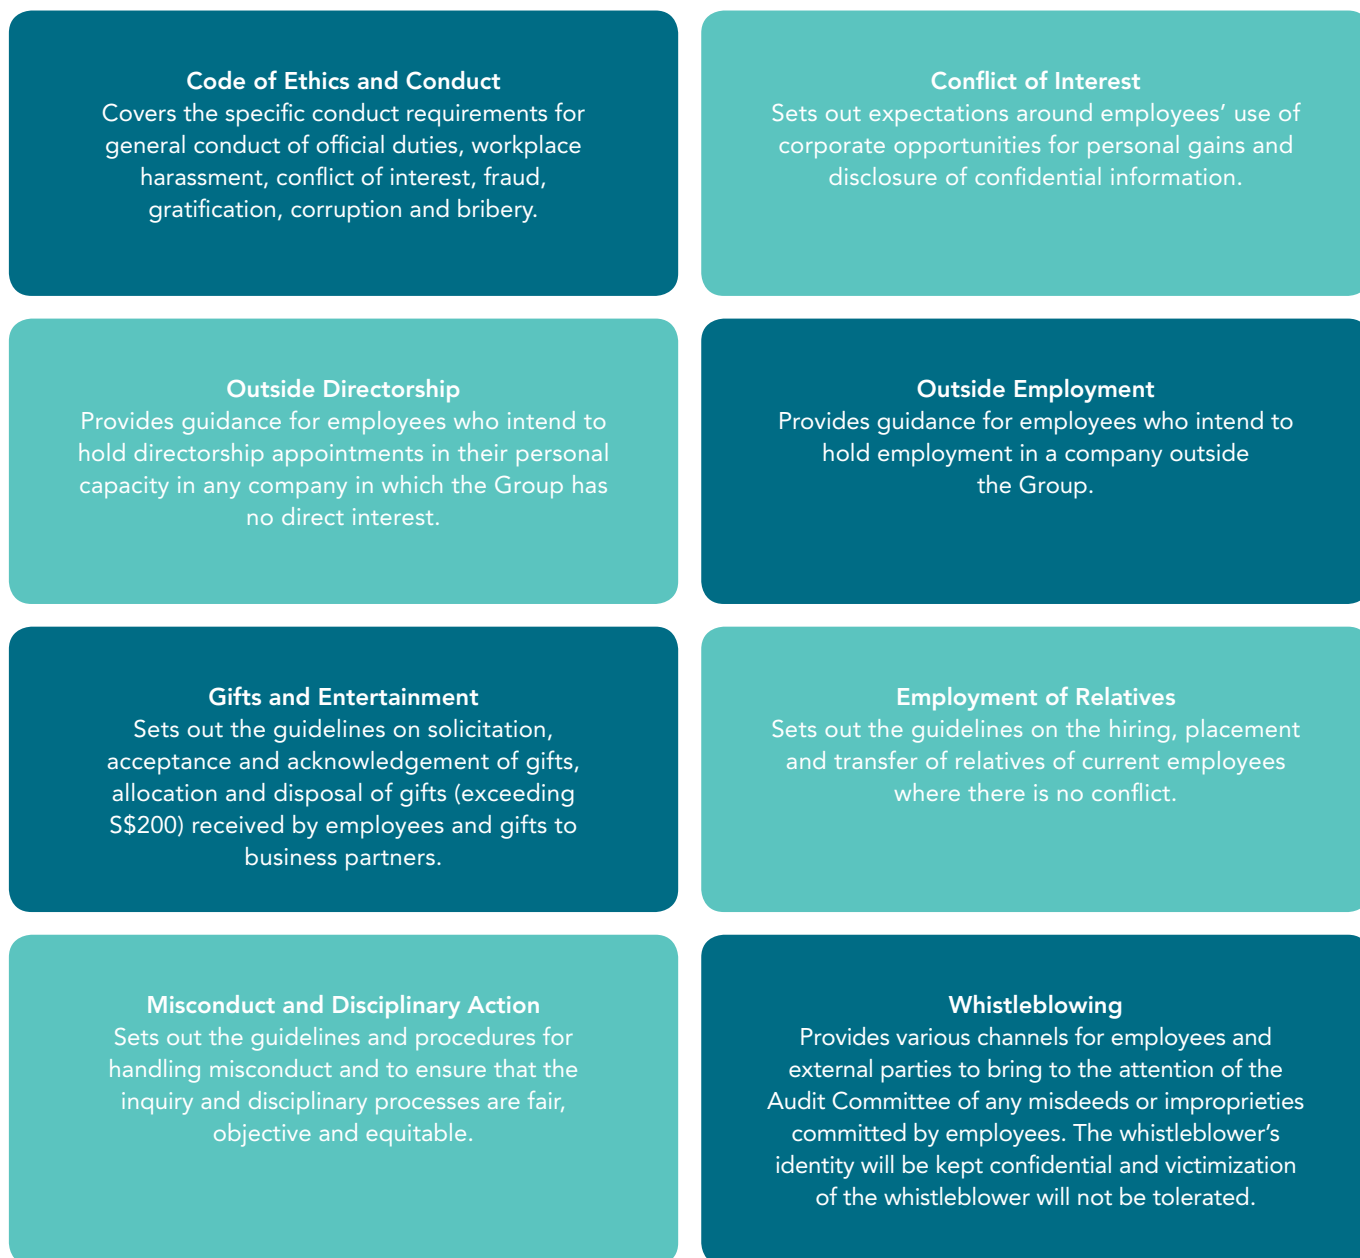 Code of Ethics and Conduct
Covers the specific conduct requirements for
general conduct of official duties, workplace
harassment, conflict of interest, fraud,
gratification, corruption and bribery.
Conflict of Interest
Sets out expectations around employees’ use of
corporate opportunities for personal gains and
disclosure of confidential information.
Outside Directorship
Provides guidance for employees who intend to
hold directorship appointments in their personal
capacity in any company in which the Group has
no direct interest.
Outside Employment
Provides guidance for employees who intend to
hold employment in a company outside
the Group.
Gifts and Entertainment
Sets out the guidelines on solicitation,
acceptance and acknowledgement of gifts,
allocation and disposal of gifts (exceeding
S$200) received by employees and gifts to
business partners.
Employment of Relatives
Sets out the guidelines on the hiring, placement
and transfer of relatives of current employees
where there is no conflict.
Misconduct and Disciplinary Action
Sets out the guidelines and procedures for
handling misconduct and to ensure that the
inquiry and disciplinary processes are fair,
objective and equitable.
Whistleblowing
Provides various channels for employees and
external parties to bring to the attention of the
Audit Committee of any misdeeds or improprieties
committed by employees. The whistleblower’s
identity will be kept confidential and victimization
of the whistleblower will not be tolerated.